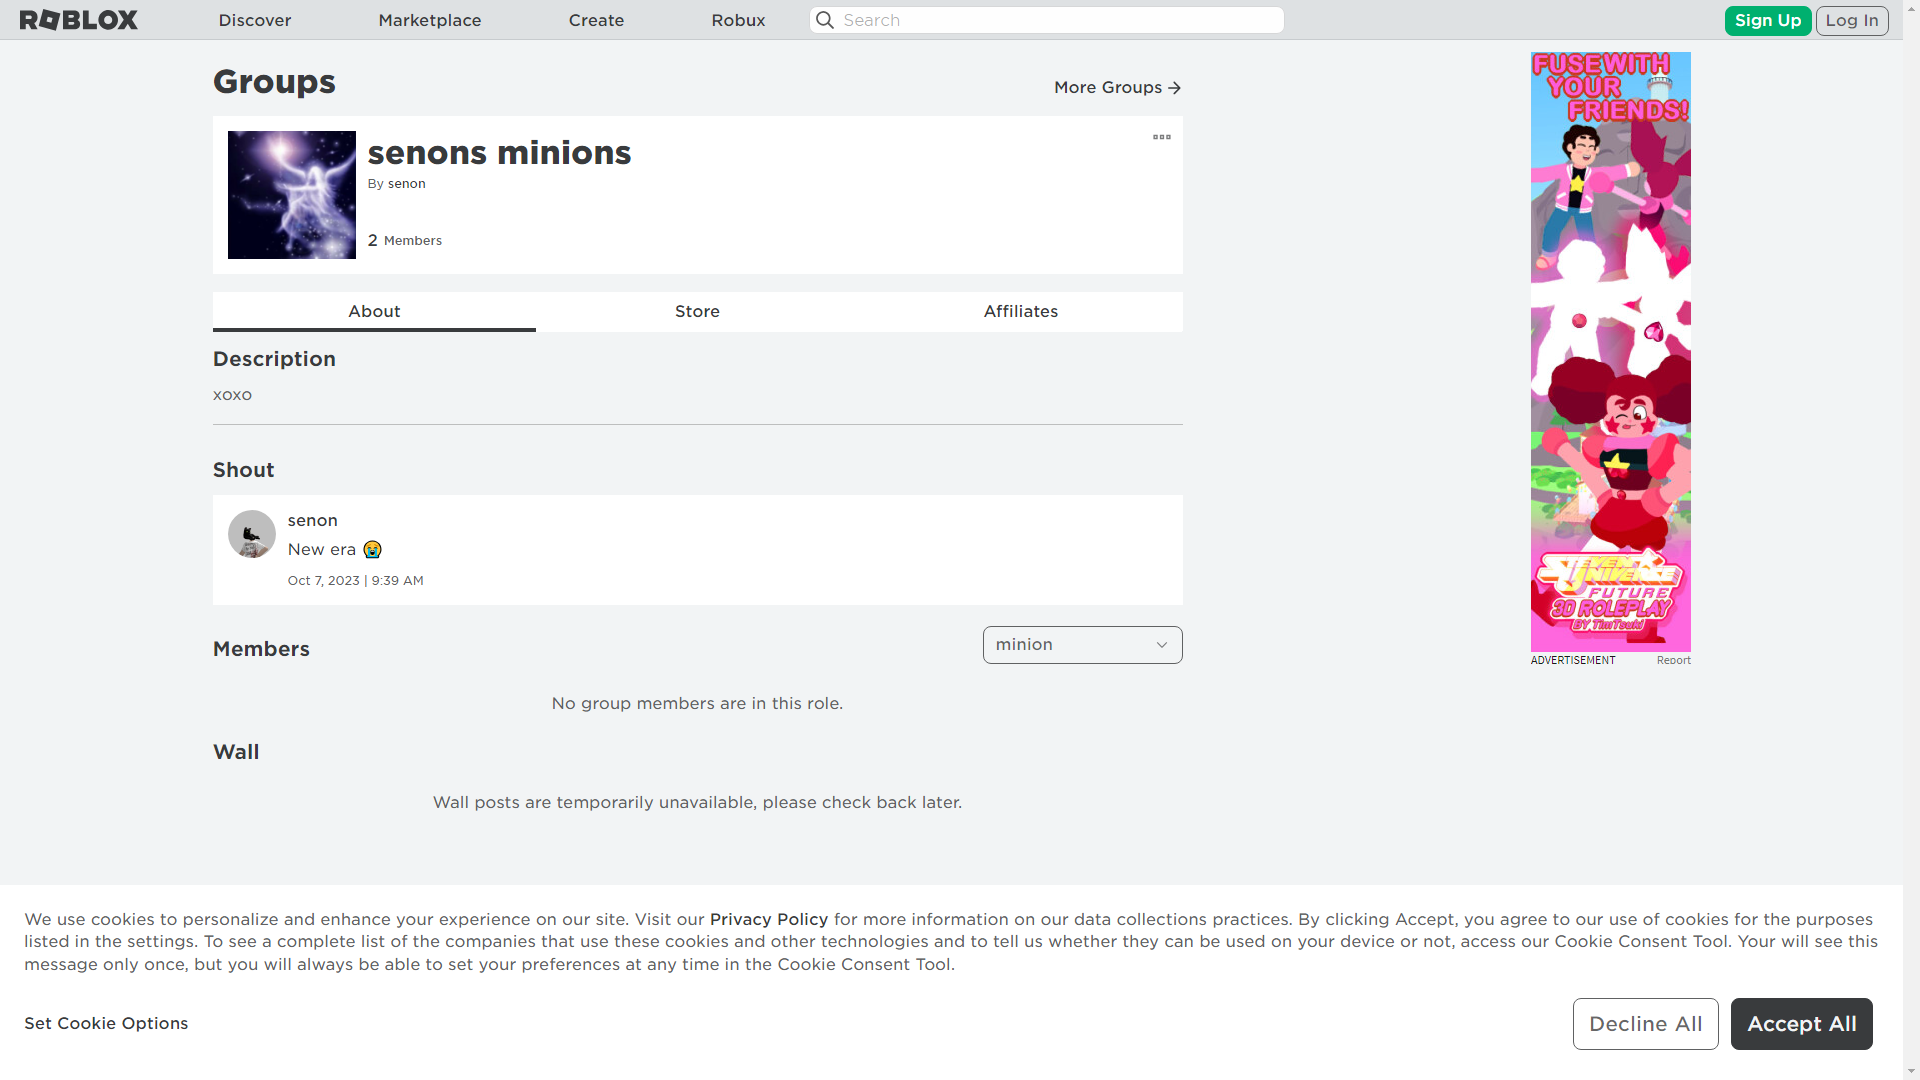 ROBLOX
Discover
Marketplace
Create
Robux
Search
Sign Up
Log In
Groups
More Groups
senons minions
By senon
2 Members
About
Store
Affiliates
Description
xoxo
Shout
senon
New era 😭
Oct 7, 2023 | 9:39 AM
Members
minion
No group members are in this role.
Wall
Wall posts are temporarily unavailable, please check back later.
FUSE WITH
YOUR
FRIENDS!
STEVEN
UNIVERSE
FUTURE
3D ROLEPLAY
BY TimTsuki
ADVERTISEMENT
Report
We use cookies to personalize and enhance your experience on our site. Visit our Privacy Policy for more information on our data collections practices. By clicking Accept, you agree to our use of cookies for the purposes
listed in the settings. To see a complete list of the companies that use these cookies and other technologies and to tell us whether they can be used on your device or not, access our Cookie Consent Tool. Your will see this
message only once, but you will always be able to set your preferences at any time in the Cookie Consent Tool.
Set Cookie Options
Decline All
Accept All